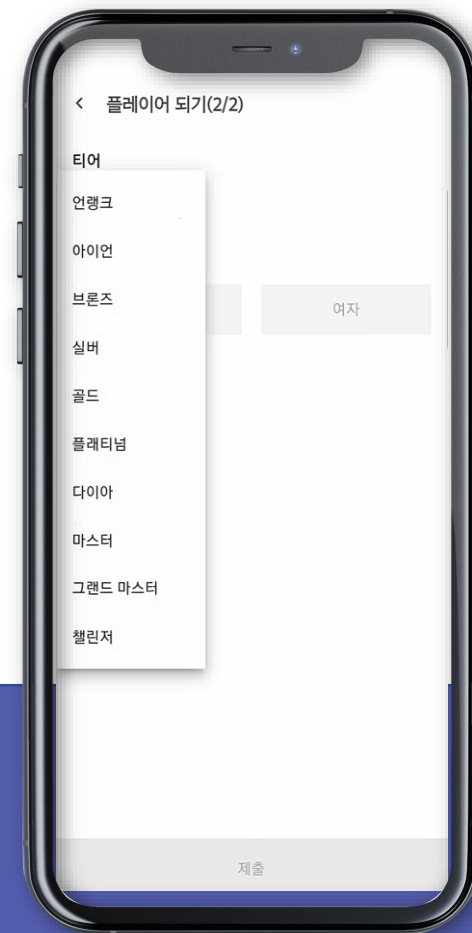 플레이어 되기(2/2)
티어
언랭크
아이언
브론즈
여자
실버
골드
플래티넘
다이아
마스터
그랜드 마스터
챌린저
제출